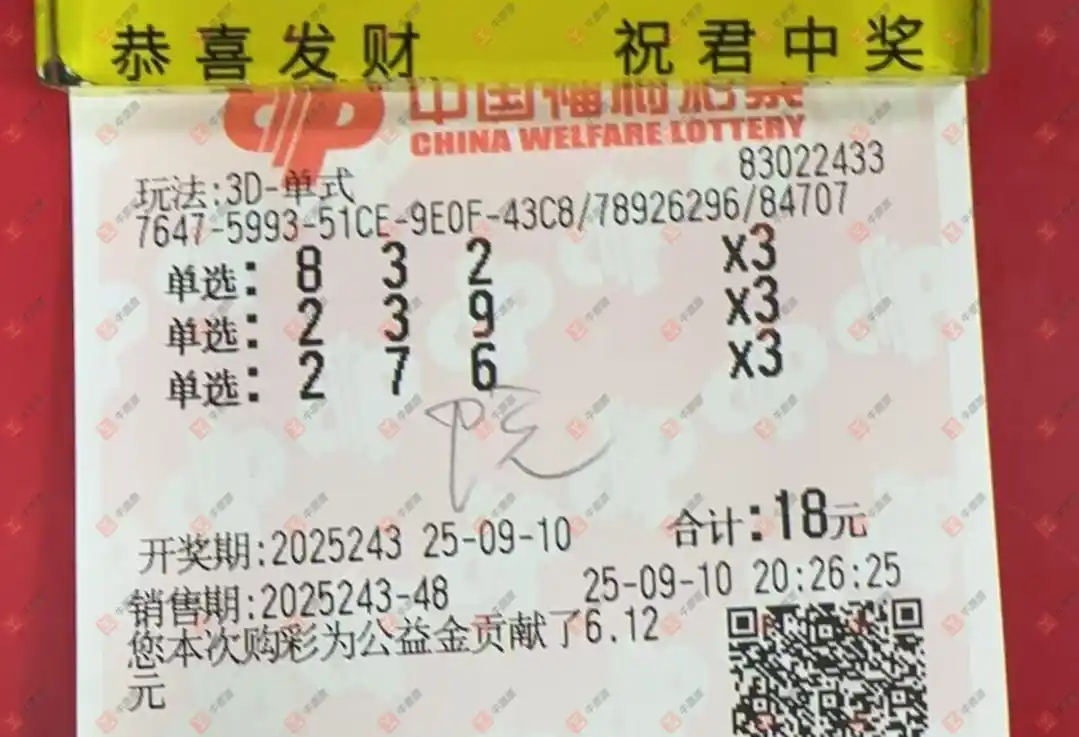 恭喜发财 祝君中奖
中国福利彩票
CHINA WELFARE LOTTERY
83022433
玩法:3D-单式
7647-5993-51CE-9E0F-43C8/78926296/84707
单选: 8 3 2 x3
单选: 2 3 9 x3
单选: 2 7 6 x3
合计:18元
开奖期:2025243 25-09-10
销售期:2025243-48 25-09-10 20:26:25
您本次购彩为公益金贡献了6.12
元